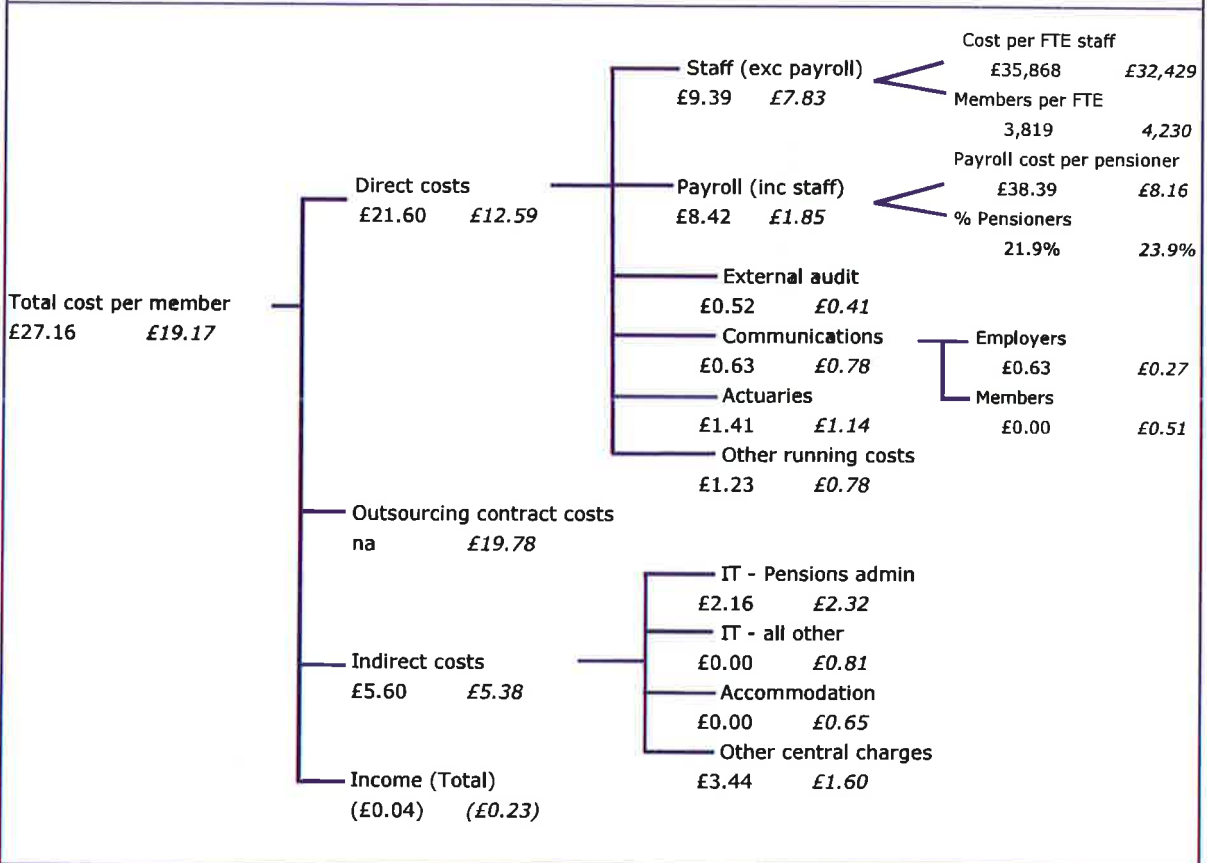 Total cost per member
£27.16 £19.17
Direct costs
£21.60 £12.59
Staff (exc payroll)
£9.39 £7.83
Cost per FTE staff
£35,868 £32,429
Members per FTE
3,819 4,230
Payroll (inc staff)
£8.42 £1.85
Payroll cost per pensioner
£38.39 £8.16
% Pensioners
21.9% 23.9%
External audit
£0.52 £0.41
Communications
£0.63 £0.78
Employers
£0.63 £0.27
Members
£0.00 £0.51
Actuaries
£1.41 £1.14
Other running costs
£1.23 £0.78
Outsourcing contract costs
na £19.78
Indirect costs
£5.60 £5.38
IT - Pensions admin
£2.16 £2.32
IT - all other
£0.00 £0.81
Accommodation
£0.00 £0.65
Other central charges
£3.44 £1.60
Income (Total)
(£0.04) (£0.23)